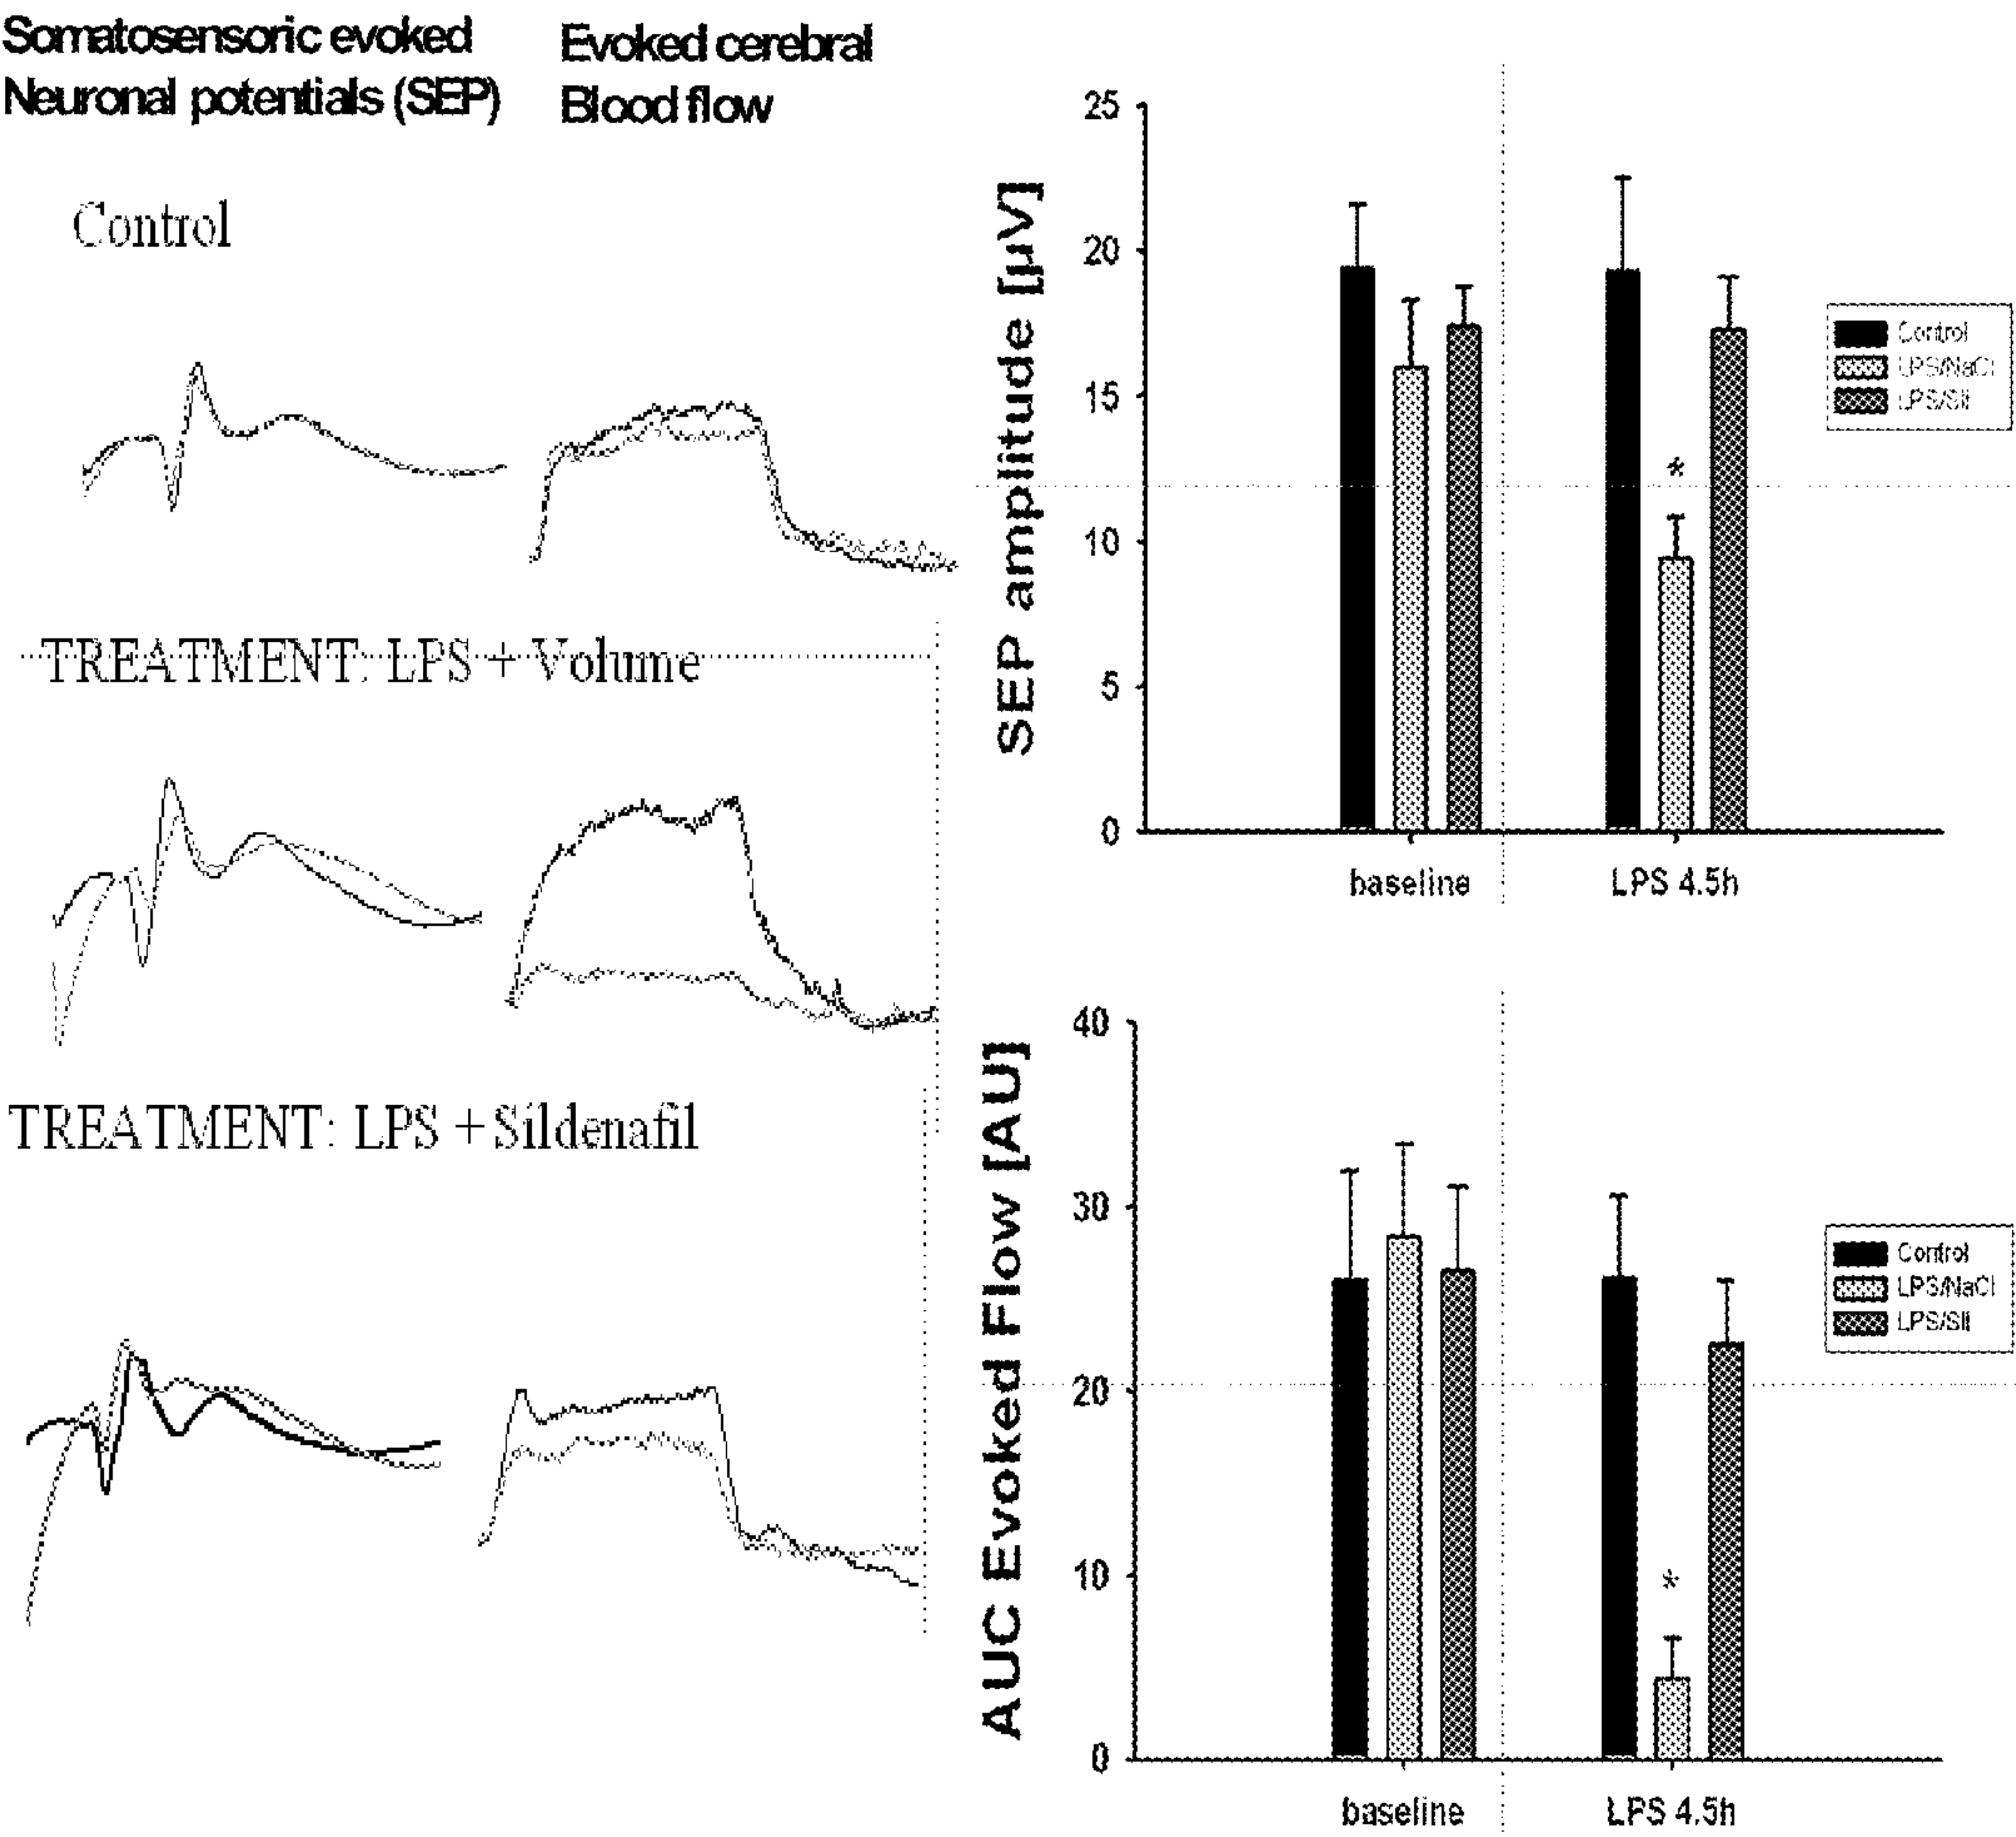 Somatosensoric evoked
Neuronal potentials (SEP)
Evoked cerebral
Blood flow
Control
TREATMENT: LPS + Volume
TREATMENT: LPS + Sildenafil
SEP amplitude [µV]
25
20
15
10
5
0
baseline
LPS 4.5h
*
Control
LPS/NaCl
LPS/Sil
AUC Evoked Flow [AU]
40
30
20
10
0
baseline
LPS 4.5h
*
Control
LPS/NaCl
LPS/Sil